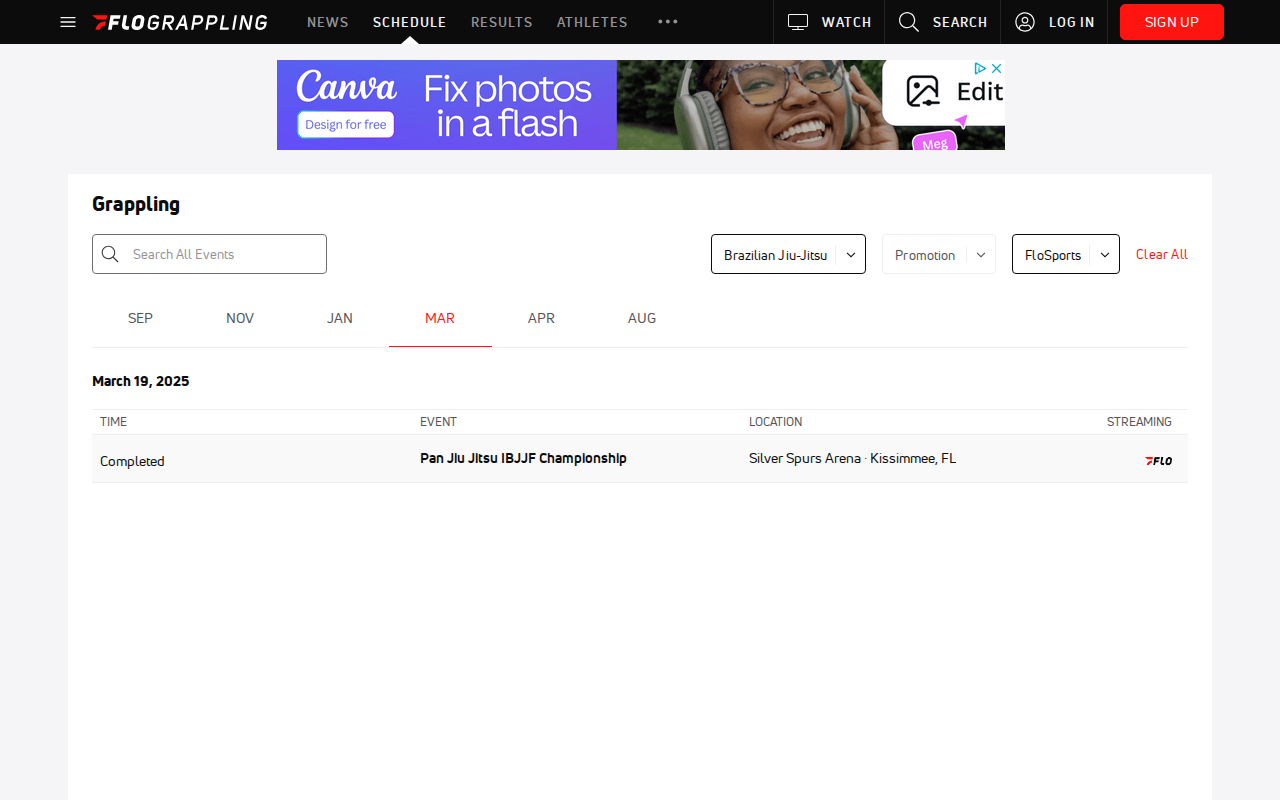 FLOGRAPPLING NEWS SCHEDULE RESULTS ATHLETES WATCH SEARCH LOG IN SIGN UP
Canva
Design for free
Fix photos
in a flash
Edit
Meg
Grappling
Search All Events
Brazilian Jiu-Jitsu
Promotion
FloSports
Clear All
SEP NOV JAN MAR APR AUG
March 19, 2025
TIME EVENT LOCATION STREAMING
Completed Pan Jiu Jitsu IBJJF Championship Silver Spurs Arena · Kissimmee, FL FLO